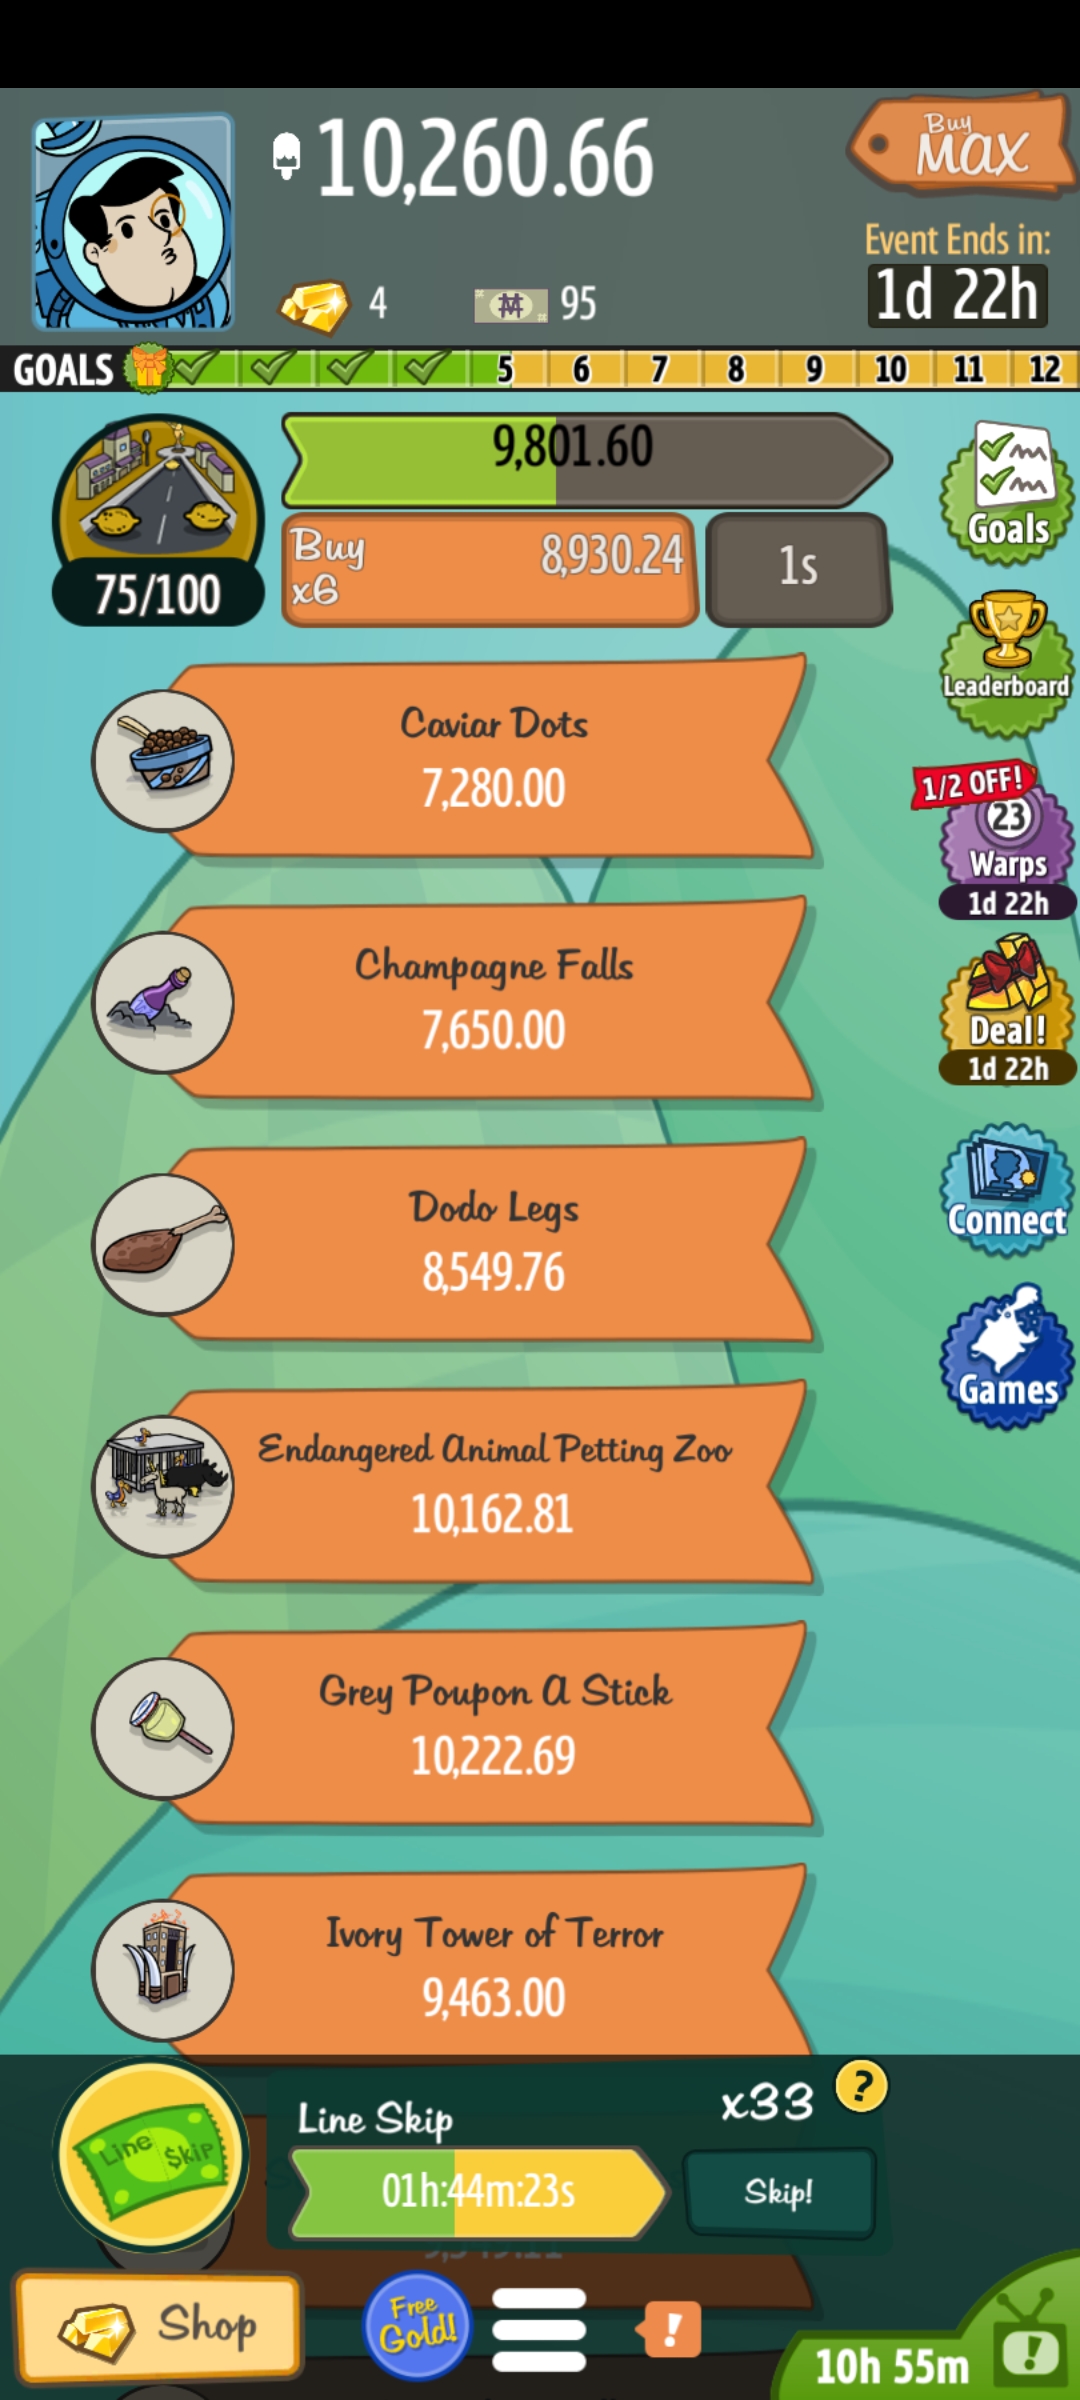 10,260.66
Buy
MAX
Event Ends in:
1d 22h
4
95
GOALS 5 6 7 8 9 10 11 12
9,801.60
75/100
Buy
x6
8,930.24
1s
Goals
Leaderboard
Caviar Dots
7,280.00
1/2 OFF!
23
Warps
1d 22h
Champagne Falls
7,650.00
Deal!
1d 22h
Dodo Legs
8,549.76
Connect
Endangered Animal Petting Zoo
10,162.81
Games
Grey Poupon A Stick
10,222.69
Ivory Tower of Terror
9,463.00
Line $kip
Line Skip
x33
?
01h:44m:23s
Skip!
Shop
Free
Gold!
!
10h 55m
!